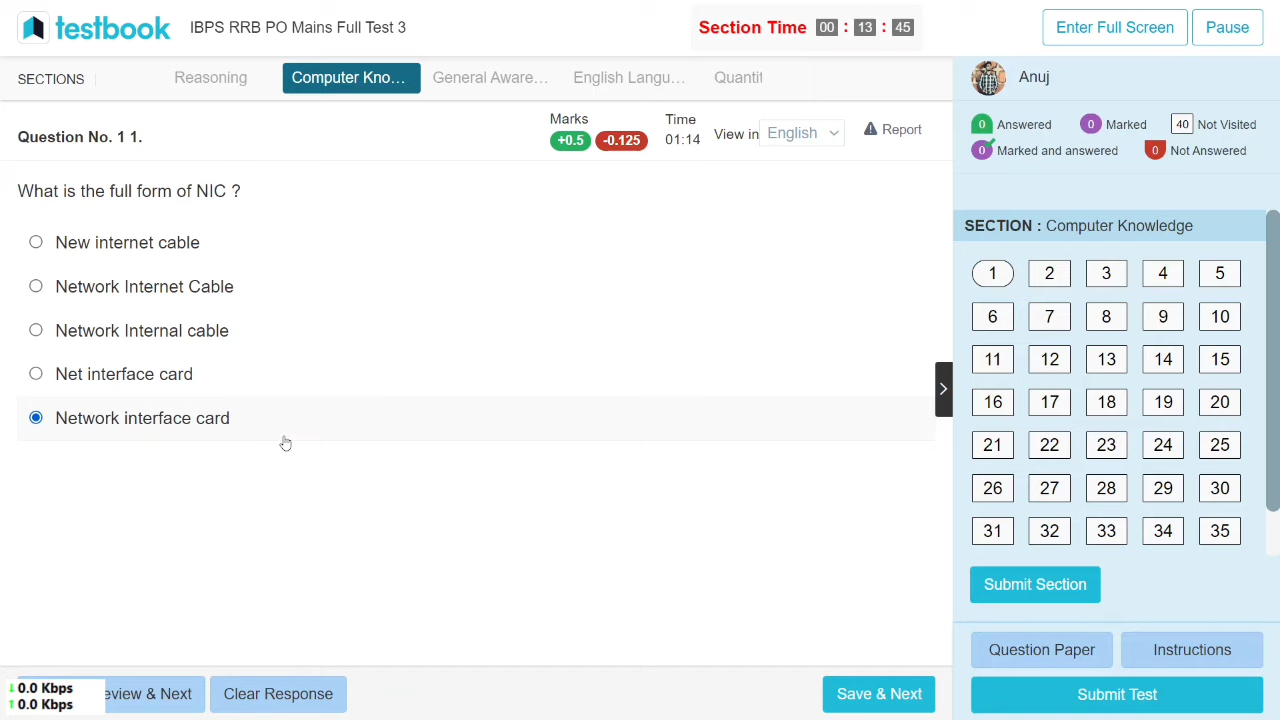 testbook IBPS RRB PO Mains Full Test 3 Section Time 00 : 13 : 45 Enter Full Screen Pause
SECTIONS Reasoning Computer Kno... General Aware... English Langu... Quantit
Anuj
Question No. 1 1.
Marks Time
+0.5 -0.125 01:14 View in English Report
0 Answered 0 Marked 40 Not Visited
0 Marked and answered 0 Not Answered
What is the full form of NIC ?
New internet cable
Network Internet Cable
Network Internal cable
Net interface card
Network interface card
SECTION : Computer Knowledge
1 2 3 4 5
6 7 8 9 10
11 12 13 14 15
16 17 18 19 20
21 22 23 24 25
26 27 28 29 30
31 32 33 34 35
Submit Section
Question Paper Instructions
0.0 Kbps
0.0 Kbps
eview & Next Clear Response Save & Next Submit Test